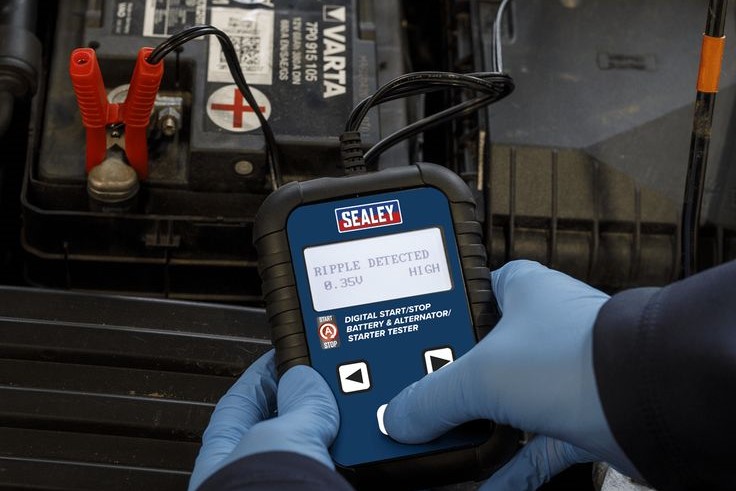 VARTA
7P0 915 105
SEALEY
RIPPLE DETECTED
0.35V HIGH
START
A
STOP
DIGITAL START/STOP
BATTERY & ALTERNATOR/
STARTER TESTER